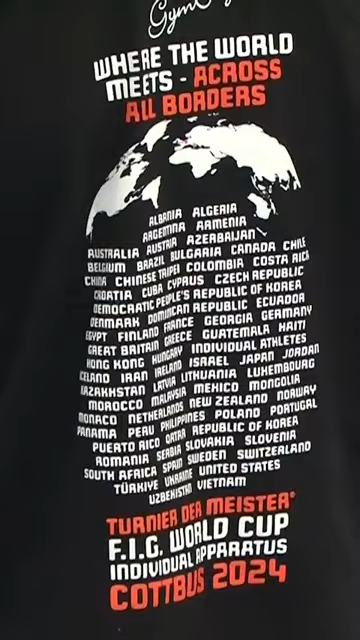 WHERE THE WORLD
MEETS - ACROSS
ALL BORDERS
ALBANIA ALGERIA
ARGENTINA ARMENIA
AUSTRALIA AUSTRIA AZERBAIJAN
BELGIUM BRAZIL BULGARIA CANADA CHILE
CHINA CHINESE TAIPEI COLOMBIA COSTA RICA
CROATIA CUBA CYPRUS CZECH REPUBLIC
DEMOCRATIC PEOPLE'S REPUBLIC OF KOREA
DENMARK DOMINICAN REPUBLIC ECUADOR
EGYPT FINLAND FRANCE GEORGIA GERMANY
GREAT BRITAIN GREECE GUATEMALA HAITI
HONG KONG HUNGARY INDIVIDUAL ATHLETES
ICELAND IRAN IRELAND ISRAEL JAPAN JORDAN
KAZAKHSTAN LATVIA LITHUANIA LUXEMBOURG
MOROCCO MALAYSIA MEXICO MONGOLIA
MONACO NETHERLANDS NEW ZEALAND NORWAY
PANAMA PERU PHILIPPINES POLAND PORTUGAL
PUERTO RICO QATAR REPUBLIC OF KOREA
ROMANIA SERBIA SLOVAKIA SLOVENIA
SOUTH AFRICA SPAIN SWEDEN SWITZERLAND
TÜRKIYE UKRAINE UNITED STATES
UZBEKISTAN VIETNAM
TURNIER DER MEISTER®
F.I.G. WORLD CUP
INDIVIDUAL APPARATUS
COTTBUS 2024